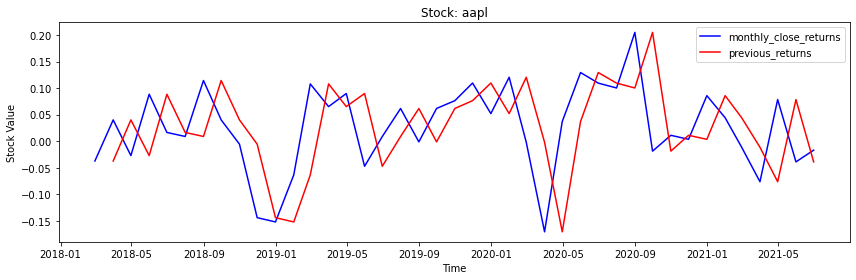 Stock: aapl
monthly_close_returns
previous_returns
Stock Value
0.20
0.15
0.10
0.05
0.00
−0.05
−0.10
−0.15
2018-01 2018-05 2018-09 2019-01 2019-05 2019-09 2020-01 2020-05 2020-09 2021-01 2021-05
Time